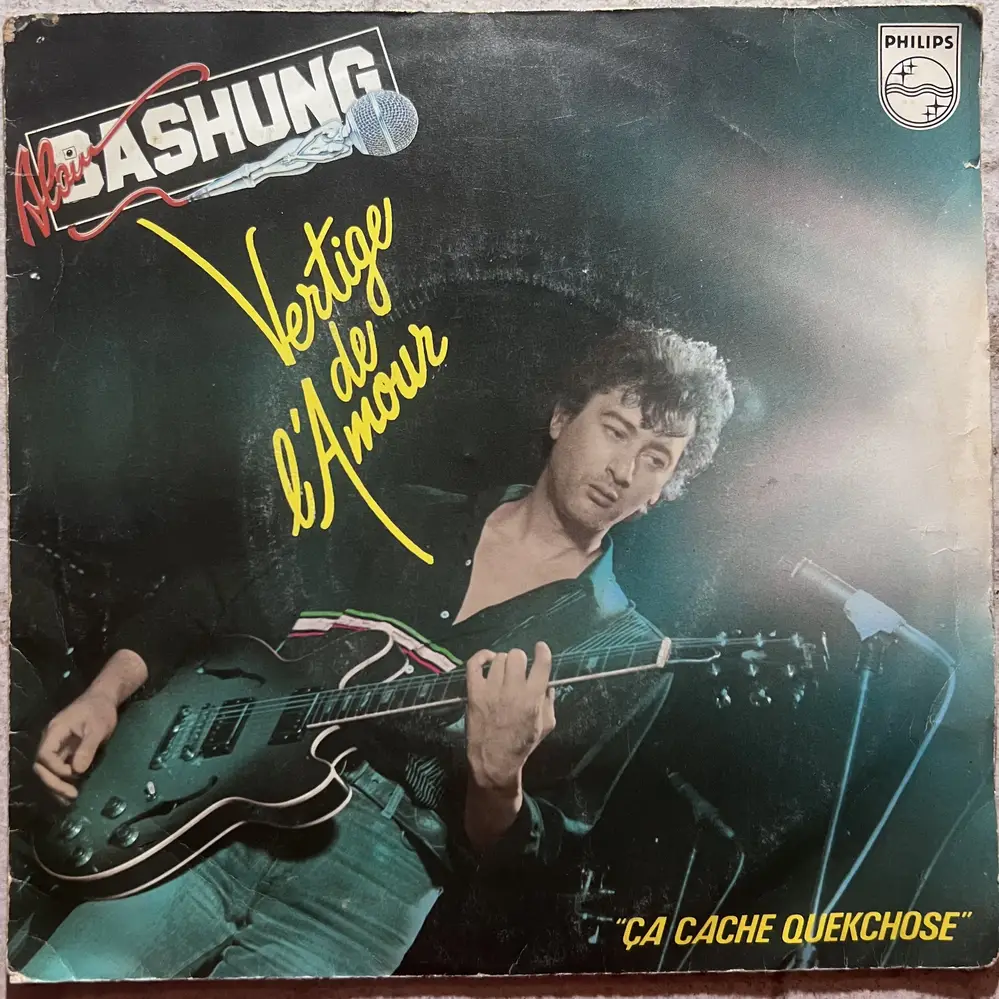 Alain BASHUNG
PHILIPS
Vertige
de
l'Amour
"ÇA CACHE QUEKCHOSE"